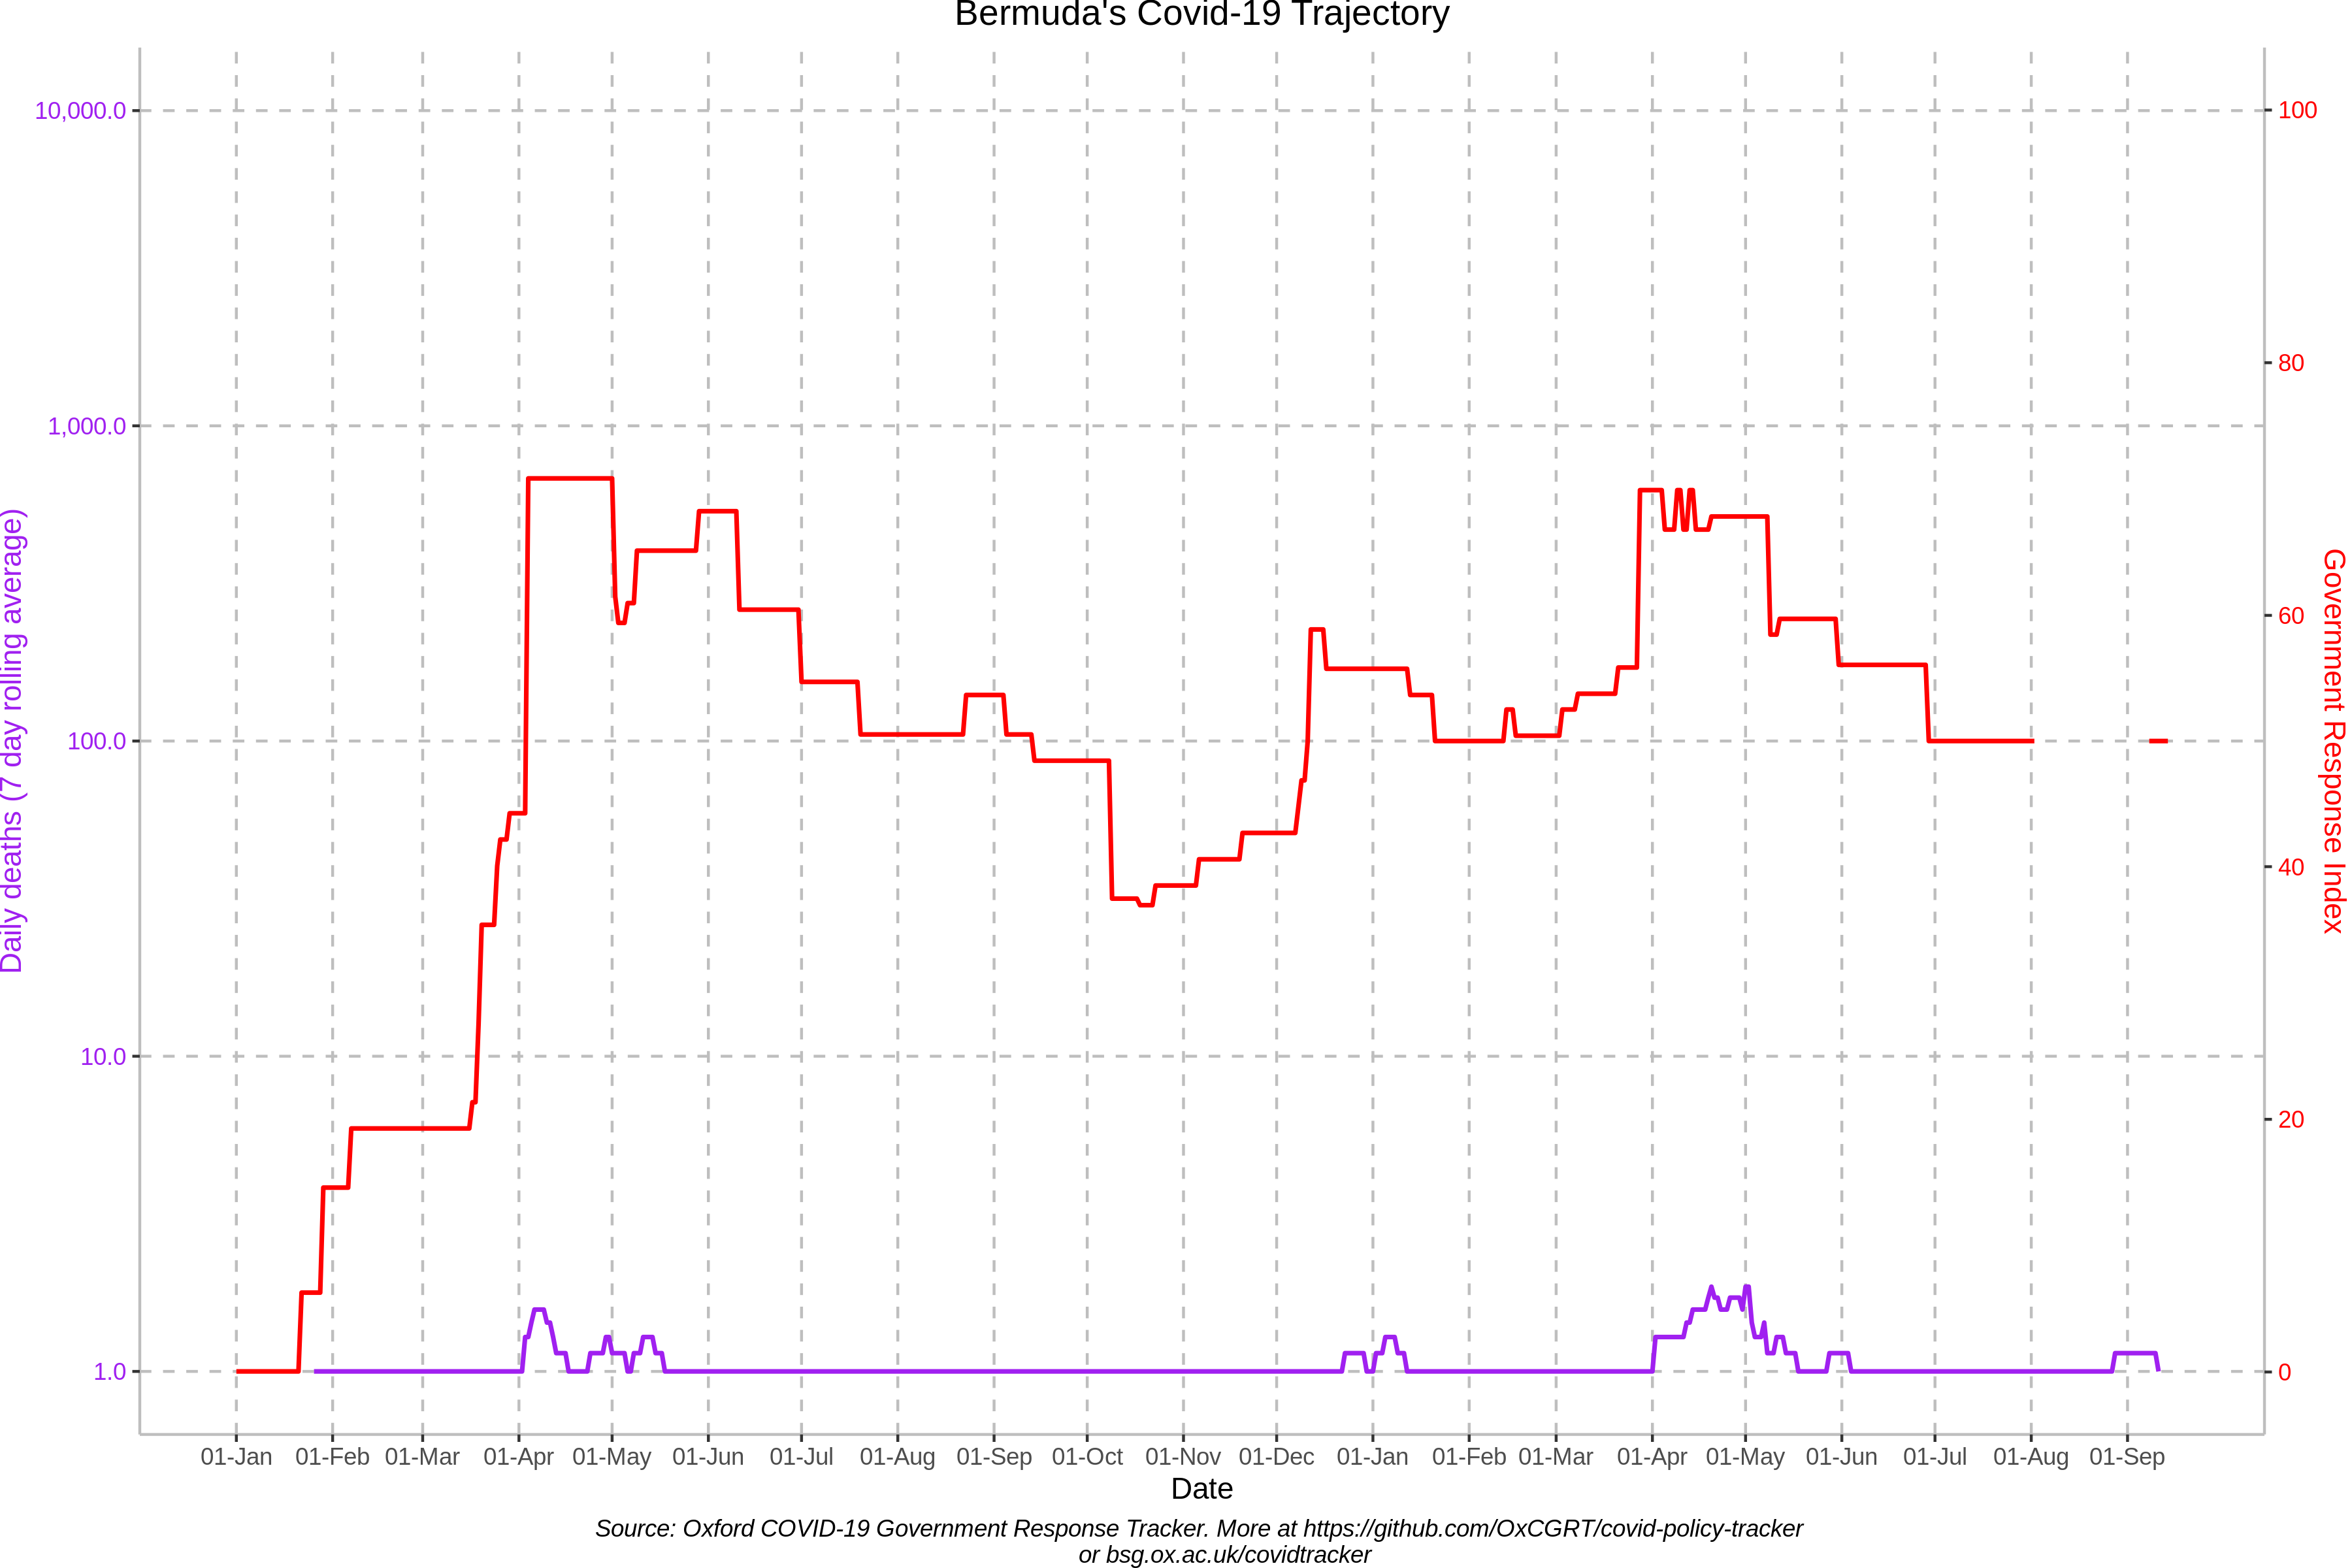 Bermuda's Covid-19 Trajectory
10,000.0
1,000.0
100.0
10.0
1.0
Daily deaths (7 day rolling average)
100
80
60
40
20
0
Government Response Index
01-Jan 01-Feb 01-Mar 01-Apr 01-May 01-Jun 01-Jul 01-Aug 01-Sep 01-Oct 01-Nov 01-Dec 01-Jan 01-Feb 01-Mar 01-Apr 01-May 01-Jun 01-Jul 01-Aug 01-Sep
Date
Source: Oxford COVID-19 Government Response Tracker. More at https://github.com/OxCGRT/covid-policy-tracker
or bsg.ox.ac.uk/covidtracker